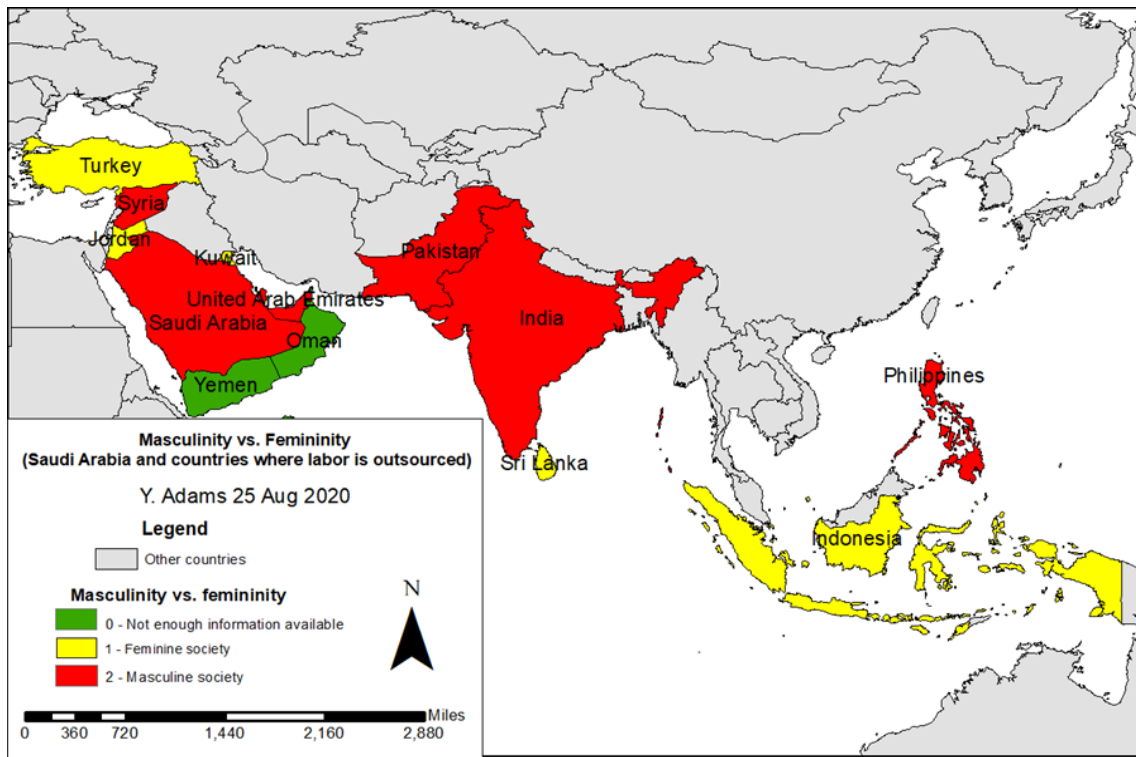 Turkey
Syria
Jordan
Kuwait
Pakistan
United Arab Emirates
Saudi Arabia
India
Oman
Yemen
Philippines
Sri Lanka
Indonesia
Masculinity vs. Femininity
(Saudi Arabia and countries where labor is outsourced)
Y. Adams 25 Aug 2020
Legend
Other countries
Masculinity vs. femininity
0 - Not enough information available
1 - Feminine society
2 - Masculine society
N
Miles
0 360 720 1,440 2,160 2,880